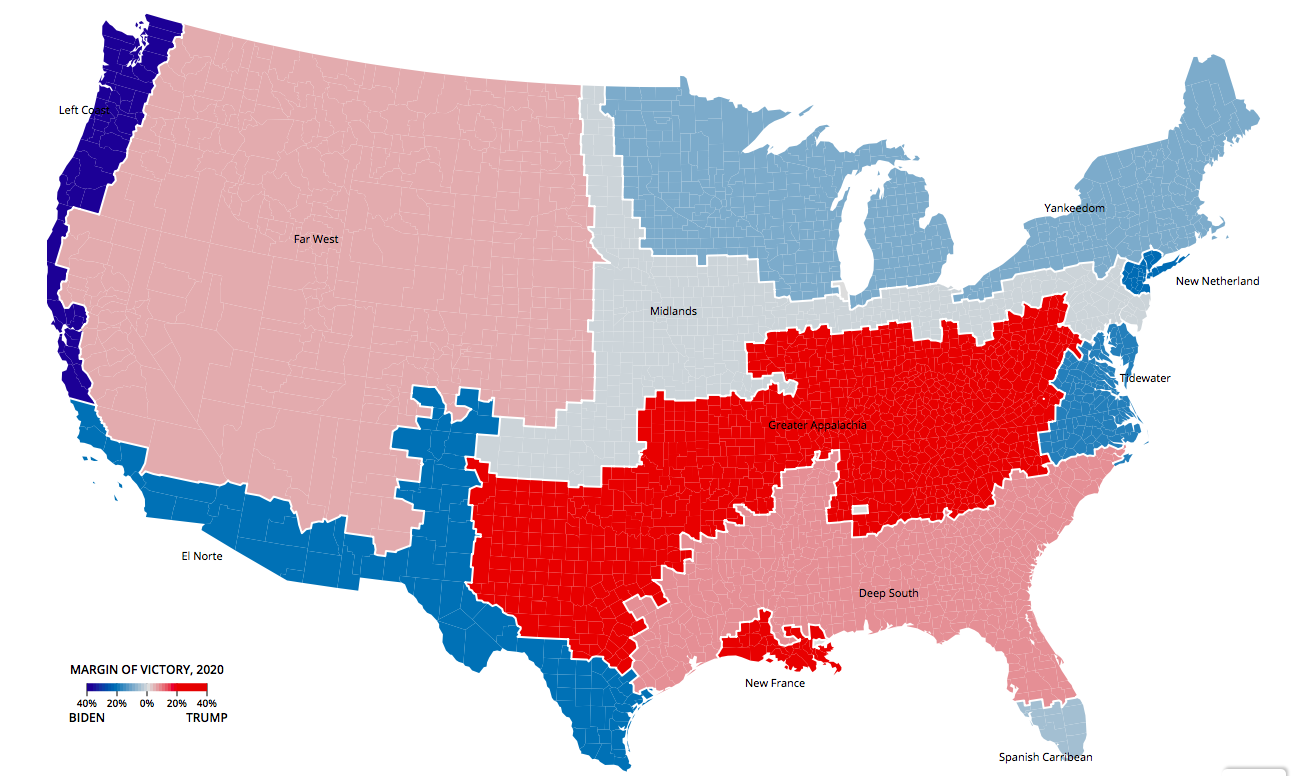 Left Coast
Yankeedom
Far West
New Netherland
Midlands
Tidewater
Greater Appalachia
El Norte
Deep South
MARGIN OF VICTORY, 2020
New France
40% 20% 0% 20% 40%
BIDEN TRUMP
Spanish Carribean